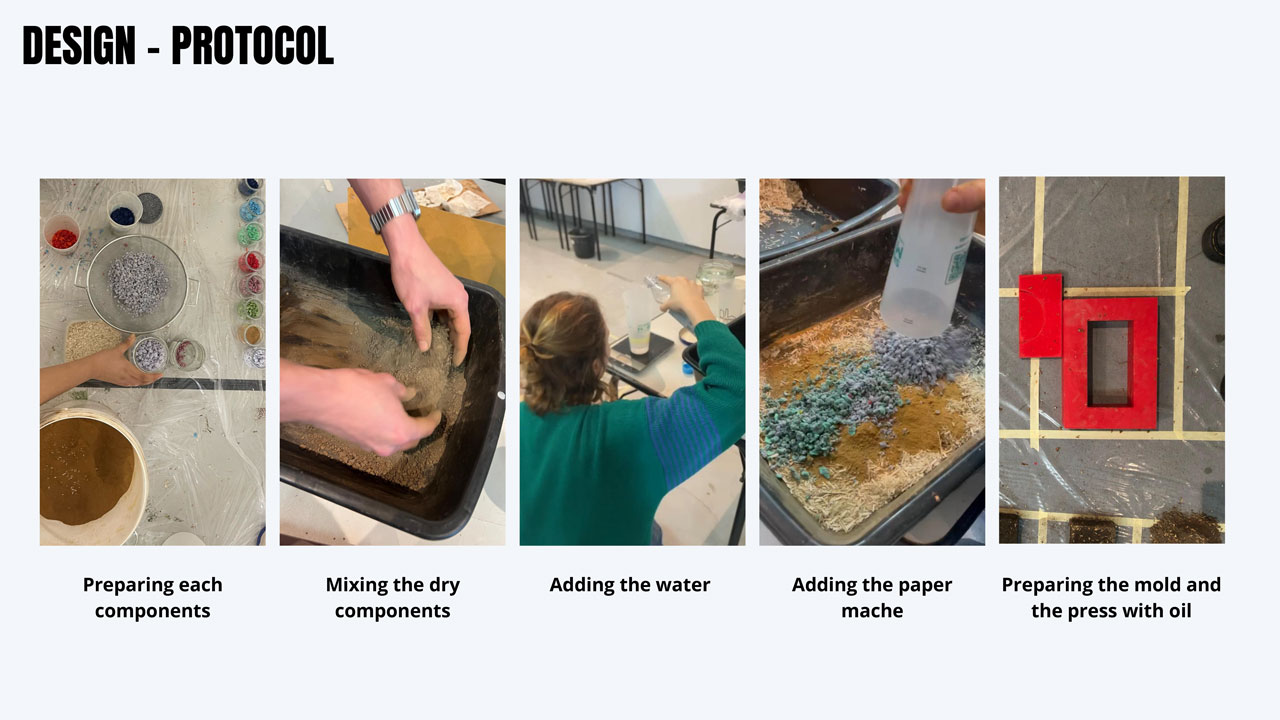 DESIGN - PROTOCOL
Preparing each
components
Mixing the dry
components
Adding the water
Adding the paper
mache
Preparing the mold and
the press with oil